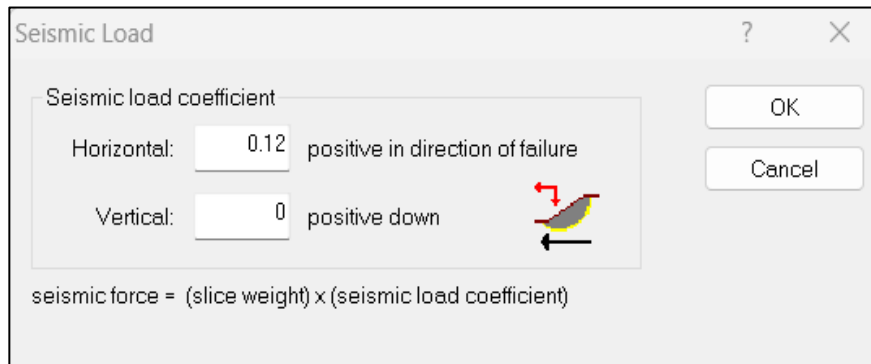 Seismic Load ?
Seismic load coefficient
OK
Horizontal: 0.12 positive in direction of failure
Cancel
Vertical: 0 positive down
seismic force = (slice weight) x (seismic load coefficient)